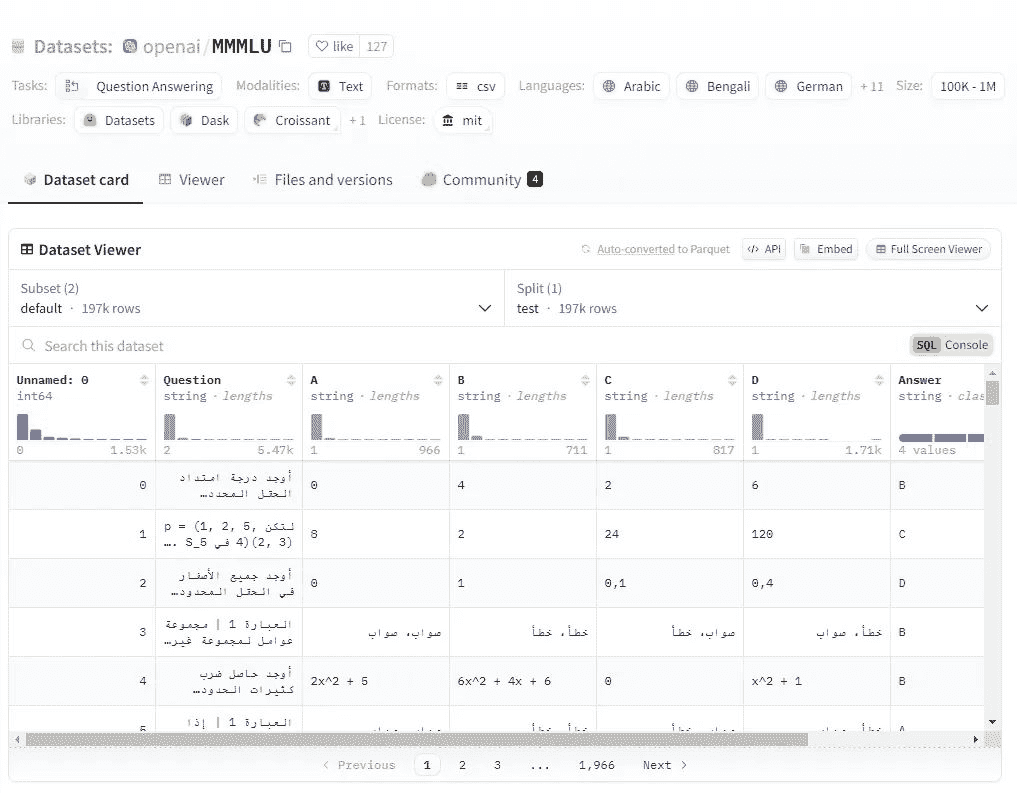 Datasets: openai/MMMLU like 127
Tasks: Question Answering Modalities: Text Formats: csv Languages: Arabic Bengali German + 11 Size: 100K - 1M
Libraries: Datasets Dask Croissant + 1 License: mit
Dataset card Viewer Files and versions Community 4
Dataset Viewer Auto-converted to Parquet </> API Embed Full Screen Viewer
Subset (2) Split (1)
default · 197k rows test · 197k rows
Search this dataset SQL Console
Unnamed: 0 Question A B C D Answer
int64 string · lengths string · lengths string · lengths string · lengths string · lengths string · clas
0 1.53k 2 5.47k 1 966 1 711 1 817 1 1.71k 4 values
0 أوجد درجة امتداد 0 4 2 6 B
الحقل المحدد…
1 لتكن p = (1, 2, 5, 8 2 24 120 C
4)(2, 3) في S_5 .…
2 أوجد جميع الأصفار 0 1 0,1 0,4 D
في الحقل المحدود…
3 العبارة 1 | مجموعة صواب، صواب خطأ، خطأ صواب، خطأ خطأ، صواب B
عوامل لمجموعة غير…
4 أوجد حاصل ضرب 2x^2 + 5 6x^2 + 4x + 6 0 x^2 + 1 B
كثيرات الحدود…
5 العبارة 1 | إذا صواب، صواب خطأ، خطأ صواب، خطأ خطأ، صواب A
< Previous 1 2 3 ... 1,966 Next >